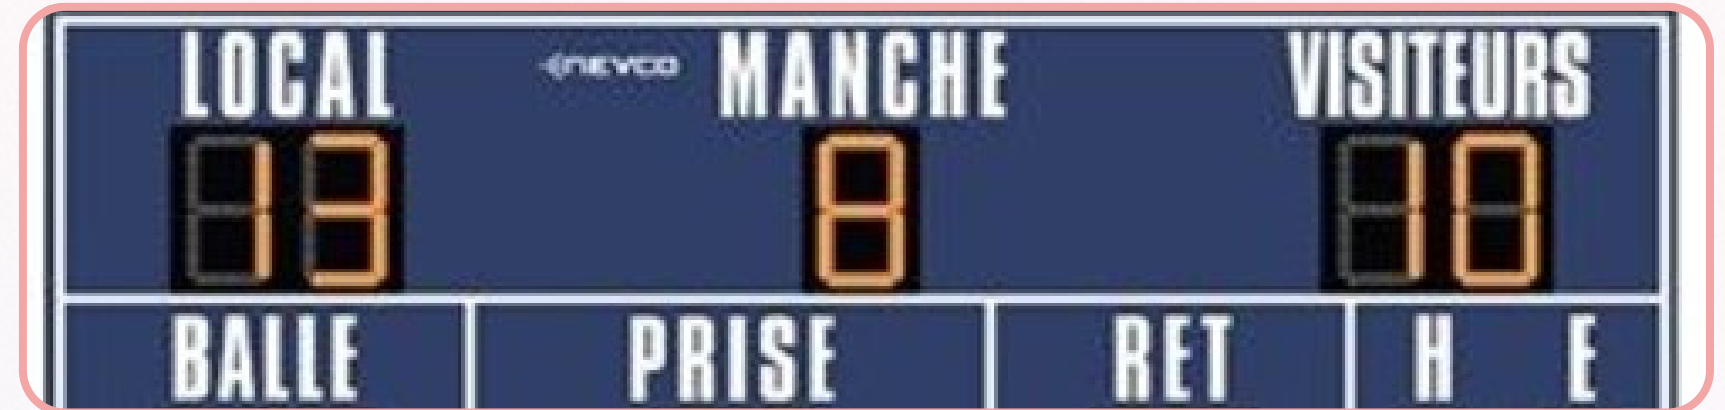 LOCAL NEVCO MANCHE VISITEURS
13 8 10
BALLE PRISE RET H E